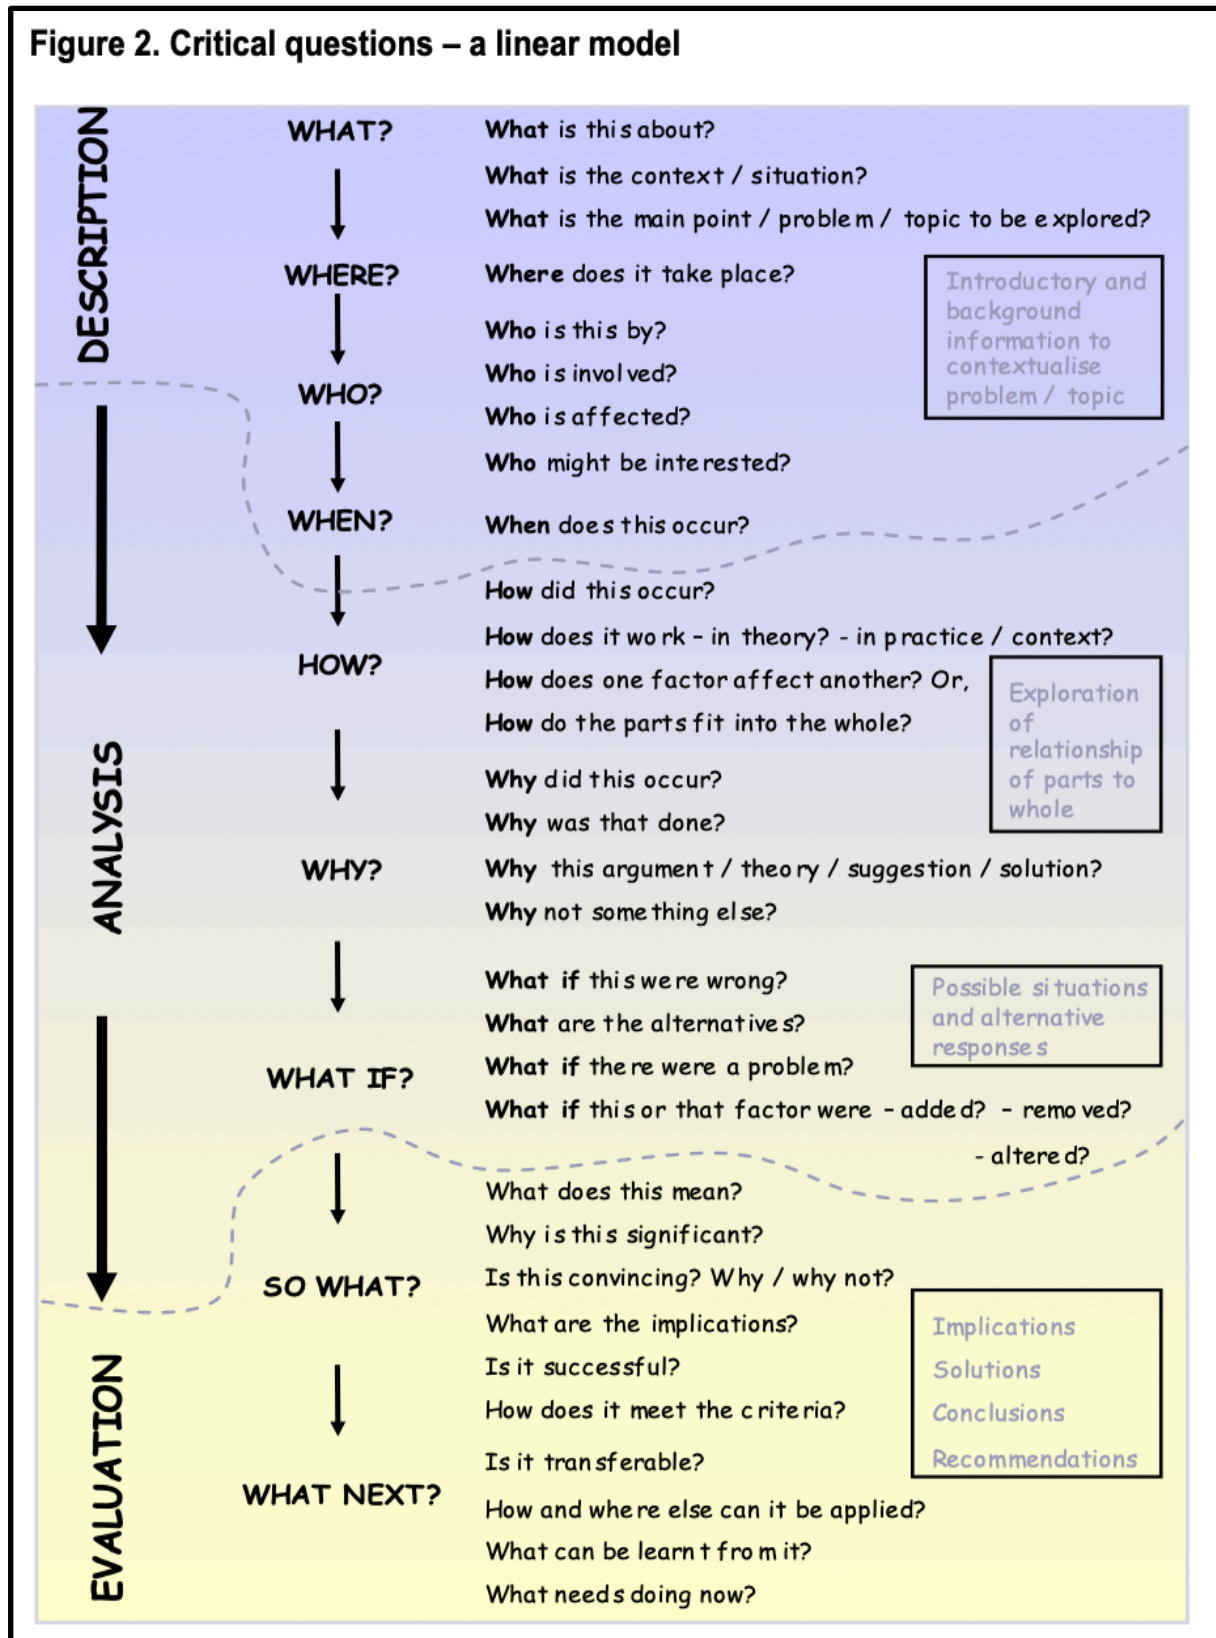 Figure 2. Critical questions – a linear model
DESCRIPTION
WHAT?
What is this about?
What is the context / situation?
What is the main point / problem / topic to be explored?
WHERE?
Where does it take place?
Introductory and
background
information to
contextualise
problem / topic
Who is this by?
WHO?
Who is involved?
Who is affected?
Who might be interested?
WHEN?
When does this occur?
ANALYSIS
How did this occur?
How does it work – in theory? - in practice / context?
HOW?
How does one factor affect another? Or,
How do the parts fit into the whole?
Exploration
of
relationship
of parts to
whole
Why did this occur?
Why was that done?
WHY?
Why this argument / theory / suggestion / solution?
Why not something else?
What if this were wrong?
What are the alternatives?
Possible situations
and alternative
responses
WHAT IF?
What if there were a problem?
What if this or that factor were – added? – removed?
- altered?
EVALUATION
What does this mean?
Why is this significant?
SO WHAT?
Is this convincing? Why / why not?
What are the implications?
Is it successful?
How does it meet the criteria?
Implications
Solutions
Conclusions
Recommendations
WHAT NEXT?
Is it transferable?
How and where else can it be applied?
What can be learnt from it?
What needs doing now?